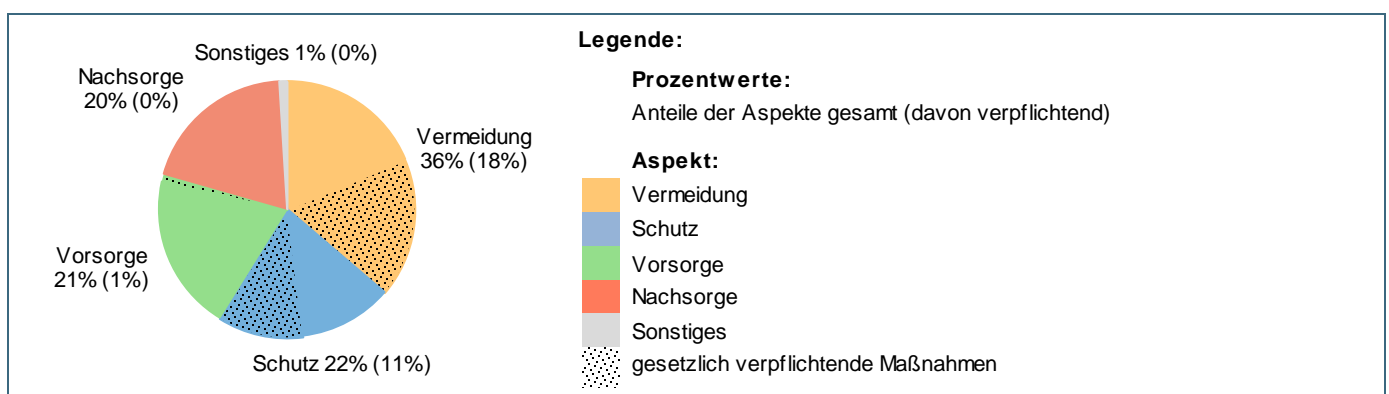 Sonstiges 1% (0%)
Nachsorge
20% (0%)
Vermeidung
36% (18%)
Vorsorge
21% (1%)
Schutz 22% (11%)
Legende:
Prozentwerte:
Anteile der Aspekte gesamt (davon verpflichtend)
Aspekt:
Vermeidung
Schutz
Vorsorge
Nachsorge
Sonstiges
gesetzlich verpflichtende Maßnahmen